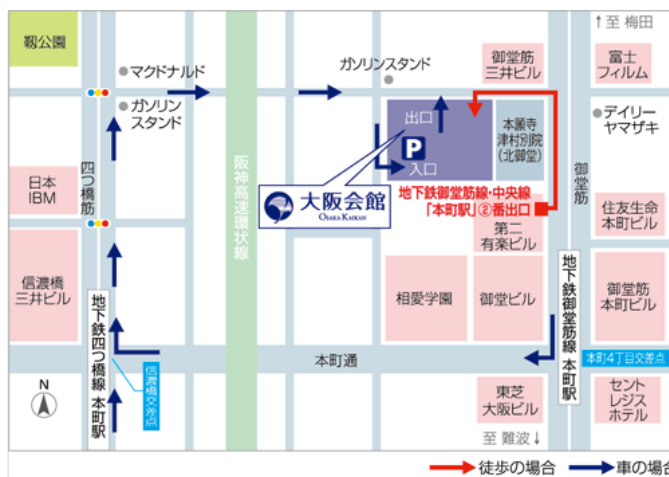 ↑至 梅田
靱公園
マクドナルド
ガソリンスタンド
御堂筋
三井ビル
富士
フイルム
ガソリン
スタンド
出口
P
入口
本願寺
津村別院
(北御堂)
デイリー
ヤマザキ
四つ橋筋
阪神高速環状線
御堂筋
日本
IBM
大阪会館
OSAKA KAIKAN
地下鉄御堂筋線・中央線
「本町駅」②番出口
住友生命
本町ビル
第二
有楽ビル
信濃橋
三井ビル
相愛学園
御堂ビル
御堂筋
本町ビル
地下鉄四つ橋線 本町駅
地下鉄御堂筋線 本町駅
本町通
本町4丁目交差点
信濃橋交差点
N
東芝
大阪ビル
セント
レジス
ホテル
至 難波↓
徒歩の場合
車の場合